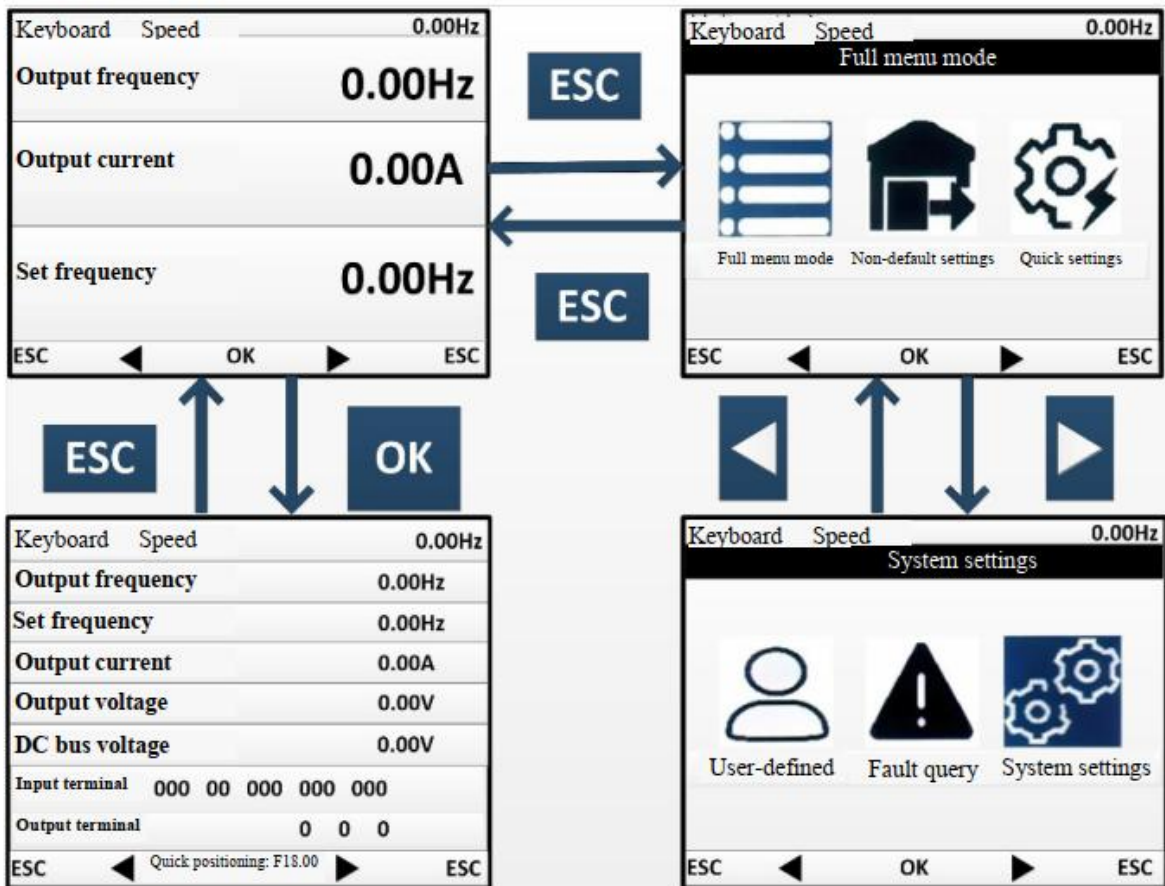 Keyboard Speed 0.00Hz
Output frequency 0.00Hz
Output current 0.00A
Set frequency 0.00Hz
ESC OK ESC
ESC
ESC
Keyboard Speed 0.00Hz
Full menu mode
Full menu mode Non-default settings Quick settings
ESC OK ESC
ESC
OK
Keyboard Speed 0.00Hz
Output frequency 0.00Hz
Set frequency 0.00Hz
Output current 0.00A
Output voltage 0.00V
DC bus voltage 0.00V
Input terminal 000 00 000 000 000
Output terminal 0 0 0
ESC Quick positioning: F18.00 ESC
Keyboard Speed 0.00Hz
System settings
User-defined Fault query System settings
ESC OK ESC